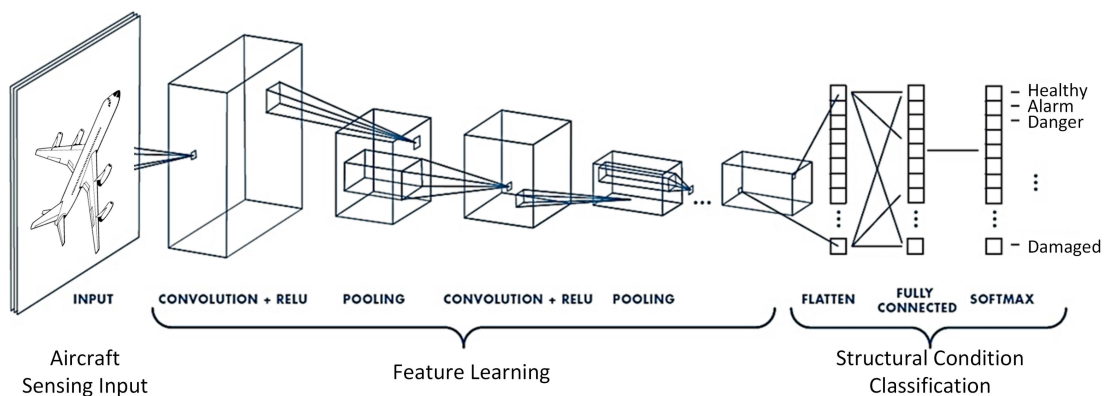 Healthy
Alarm
Danger
Damaged
INPUT
CONVOLUTION + RELU
POOLING
CONVOLUTION + RELU
POOLING
FLATTEN
FULLY
CONNECTED
SOFTMAX
Aircraft
Sensing Input
Feature Learning
Structural Condition
Classification